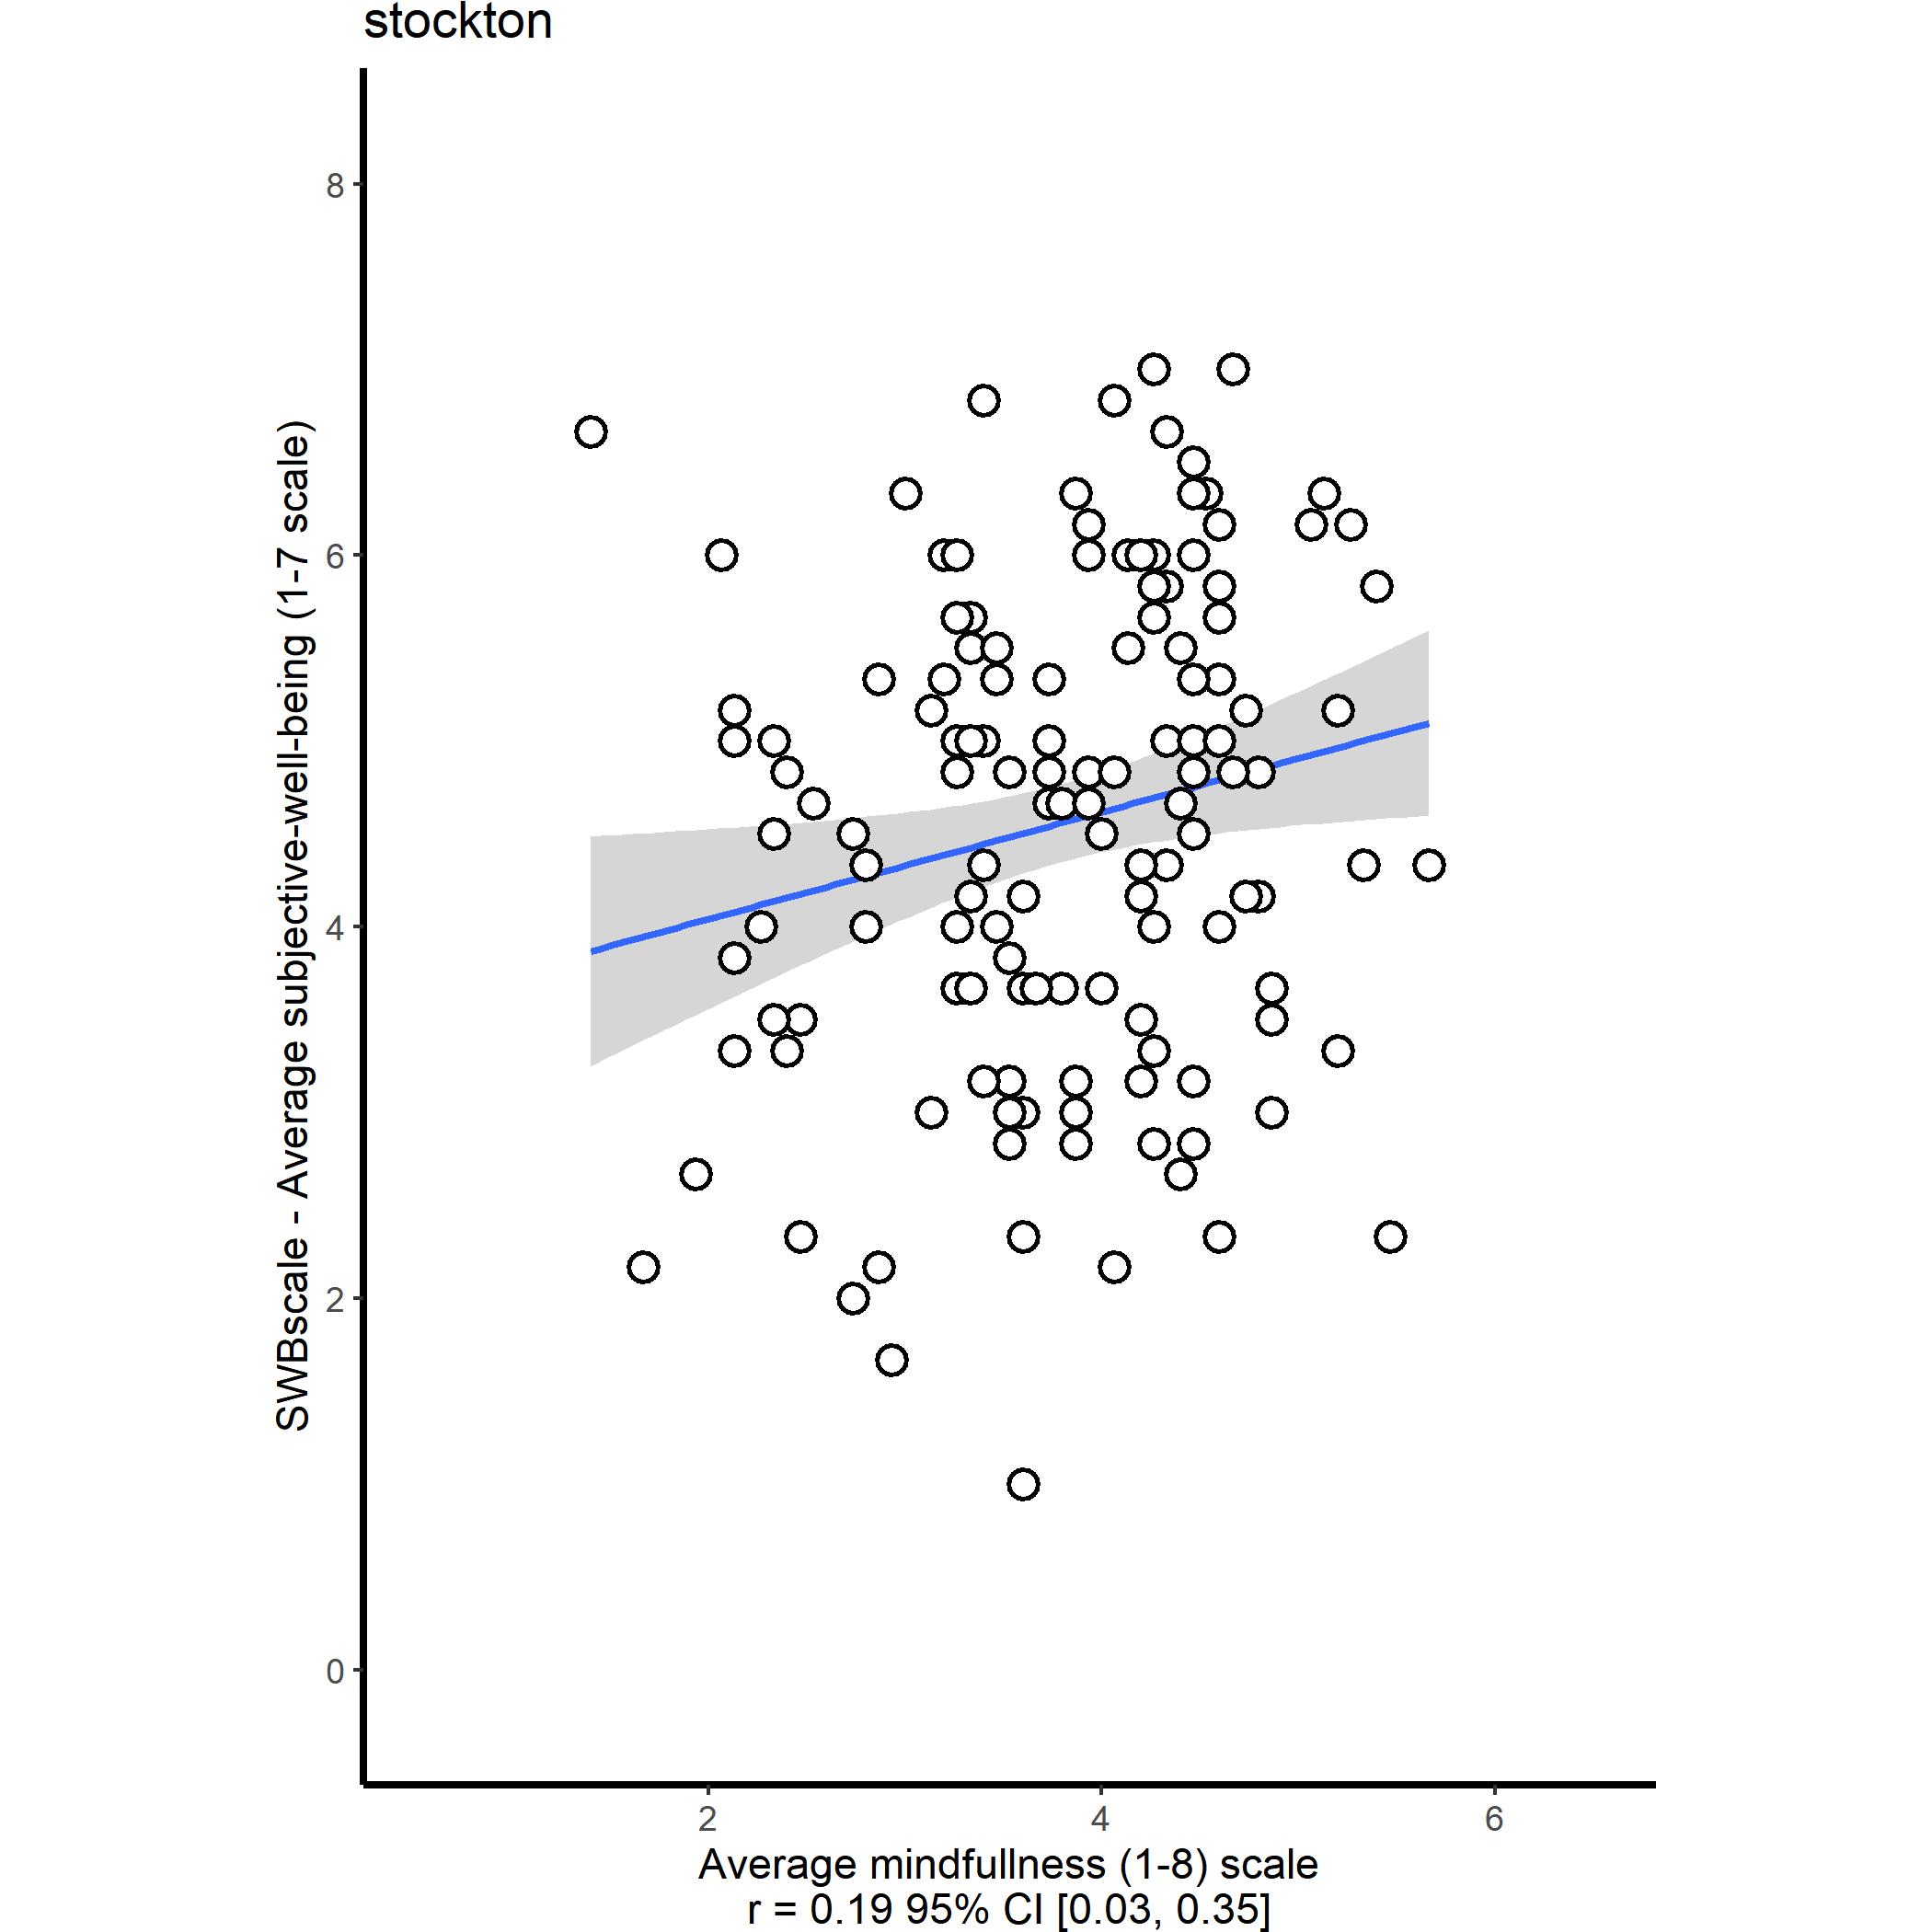 stockton
SWBscale - Average subjective-well-being (1-7 scale)
8
6
4
2
0
2
4
6
Average mindfullness (1-8) scale
r = 0.19 95% CI [0.03, 0.35]